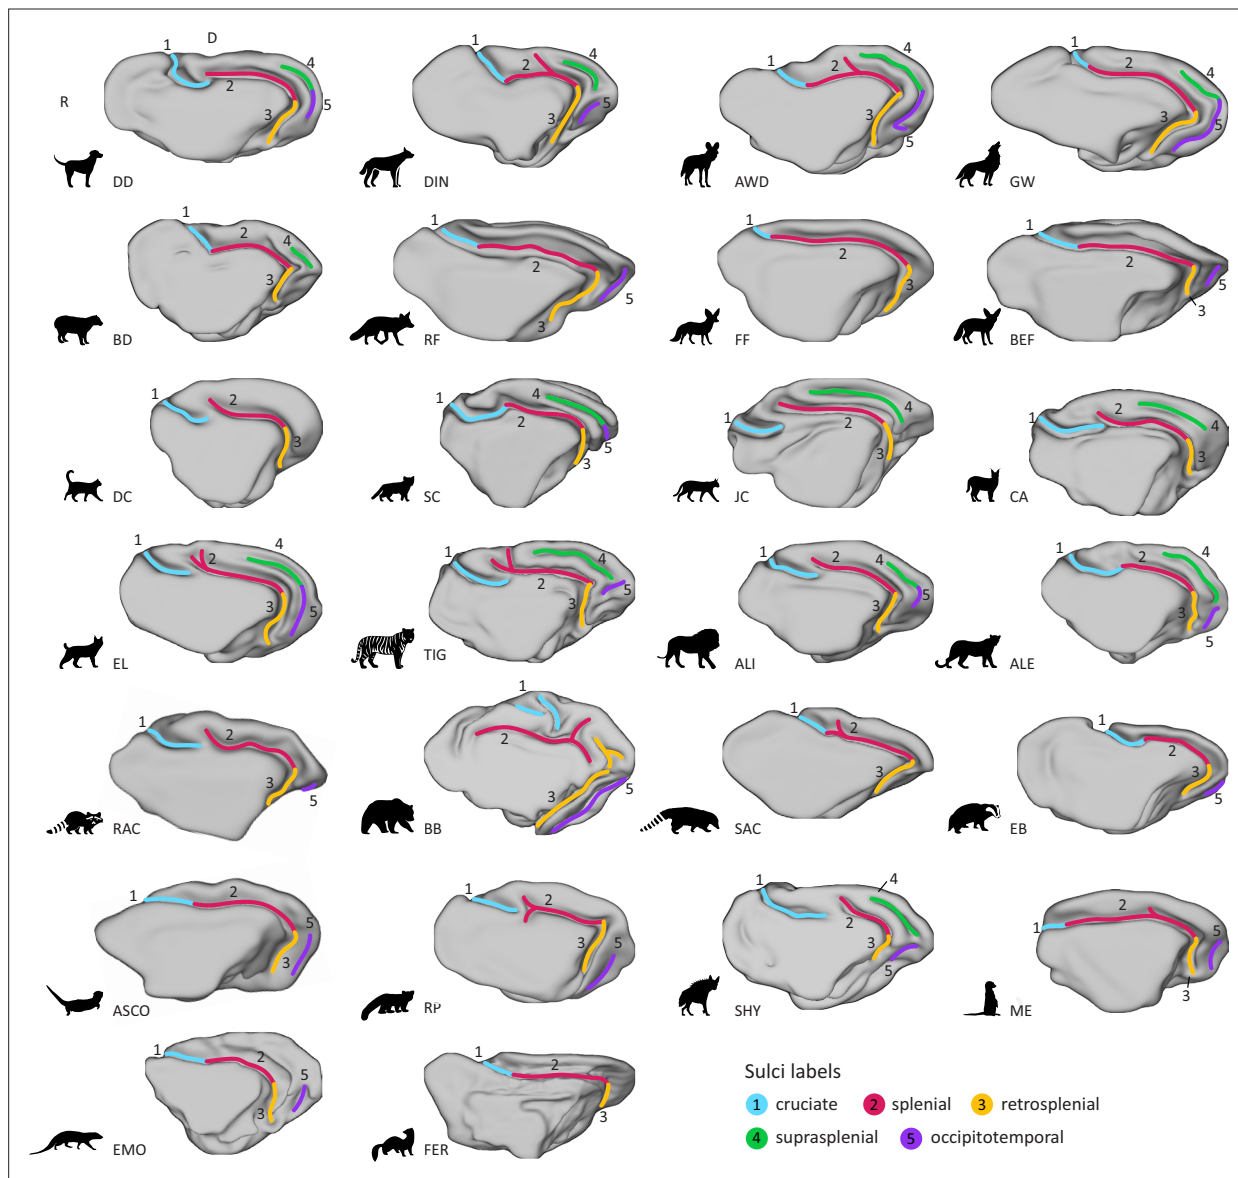 D
R
1 2 3 4 5
DD
1 2 3 4 5
DIN
1 2 3 4 5
AWD
1 2 3 4 5
GW
1 2 3 4
BD
1 2 3 5
RF
1 2 3
FF
1 2 3 5
BEF
1 2 3
DC
1 2 3 4 5
SC
1 2 3 4
JC
1 2 3 4
CA
1 2 3 4 5
EL
1 2 3 4 5
TIG
1 2 3 4 5
ALI
1 2 3 4 5
ALE
1 2 3 5
RAC
1 2 3 5
BB
1 2 3
SAC
1 2 3 5
EB
1 2 3 5
ASCO
1 2 3 5
RP
1 2 3 4 5
SHY
1 2 3 5
ME
1 2 3 5
EMO
1 2 3
FER
Sulci labels
1 cruciate 2 splenial 3 retrosplenial
4 suprasplenial 5 occipitotemporal